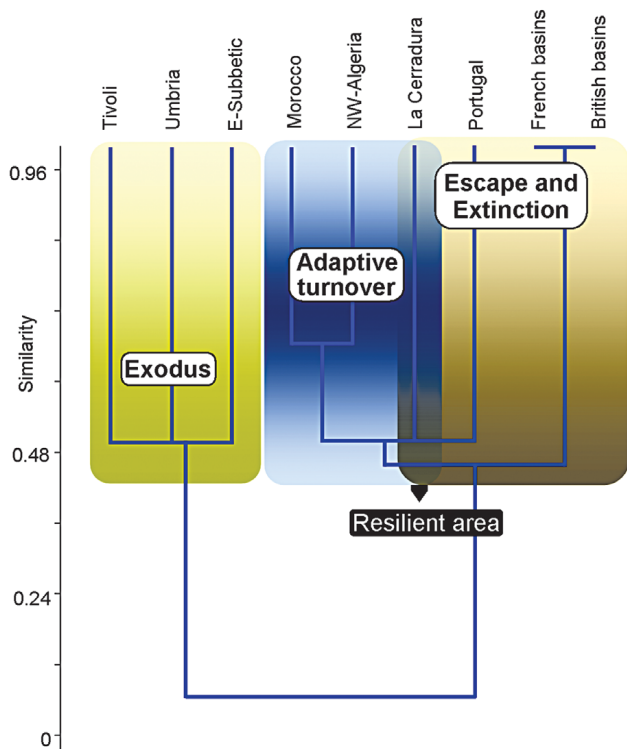 Tivoli
Umbria
E-Subbetic
Morocco
NW-Algeria
La Cerradura
Portugal
French basins
British basins
0.96
Escape and
Extinction
Adaptive
turnover
Similarity
Exodus
0.48
Resilient area
0.24
0